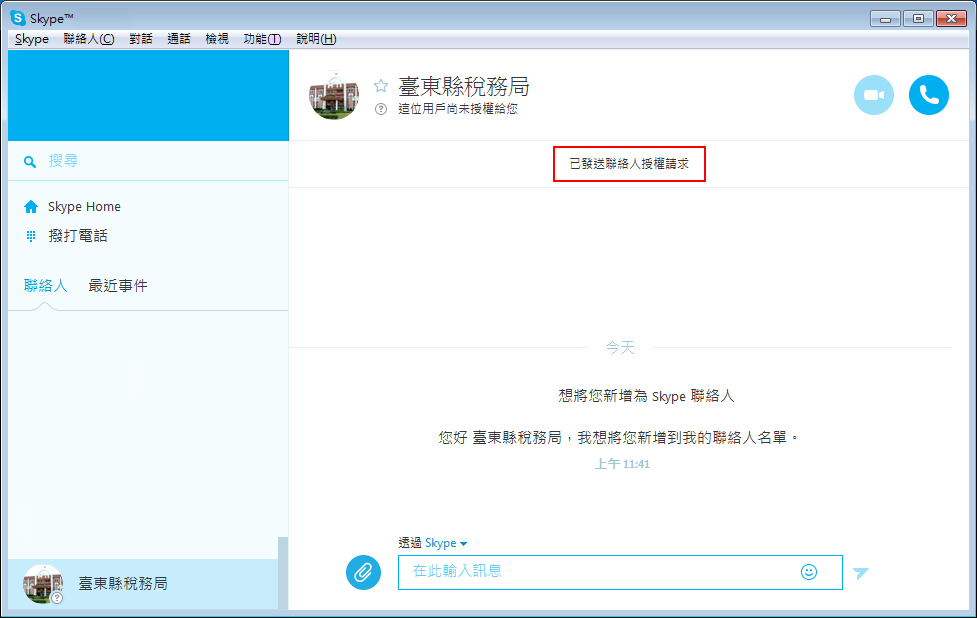 Skype™
Skype 聯絡人(C) 對話 通話 檢視 功能(T) 說明(H)
臺東縣稅務局
這位用戶尚未授權給您
已發送聯絡人授權請求
搜尋
Skype Home
撥打電話
聯絡人 最近事件
今天
想將您新增為 Skype 聯絡人
您好 臺東縣稅務局，我想將您新增到我的聯絡人名單。
上午 11:41
透過 Skype
在此輸入訊息
臺東縣稅務局